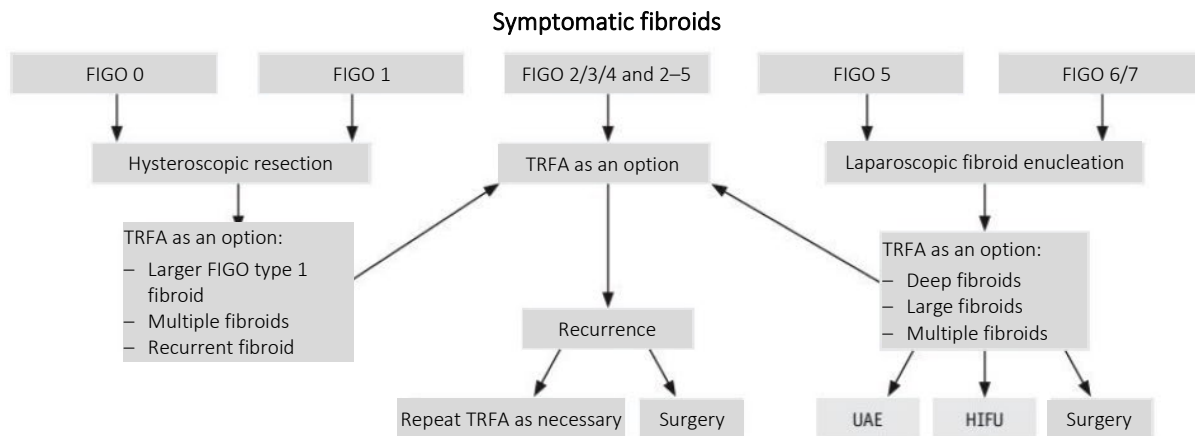 Symptomatic fibroids
FIGO 0
FIGO 1
FIGO 2/3/4 and 2–5
FIGO 5
FIGO 6/7
Hysteroscopic resection
TRFA as an option
Laparoscopic fibroid enucleation
TRFA as an option:
– Larger FIGO type 1
fibroid
– Multiple fibroids
– Recurrent fibroid
TRFA as an option:
– Deep fibroids
– Large fibroids
– Multiple fibroids
Recurrence
Repeat TRFA as necessary
Surgery
UAE
HIFU
Surgery